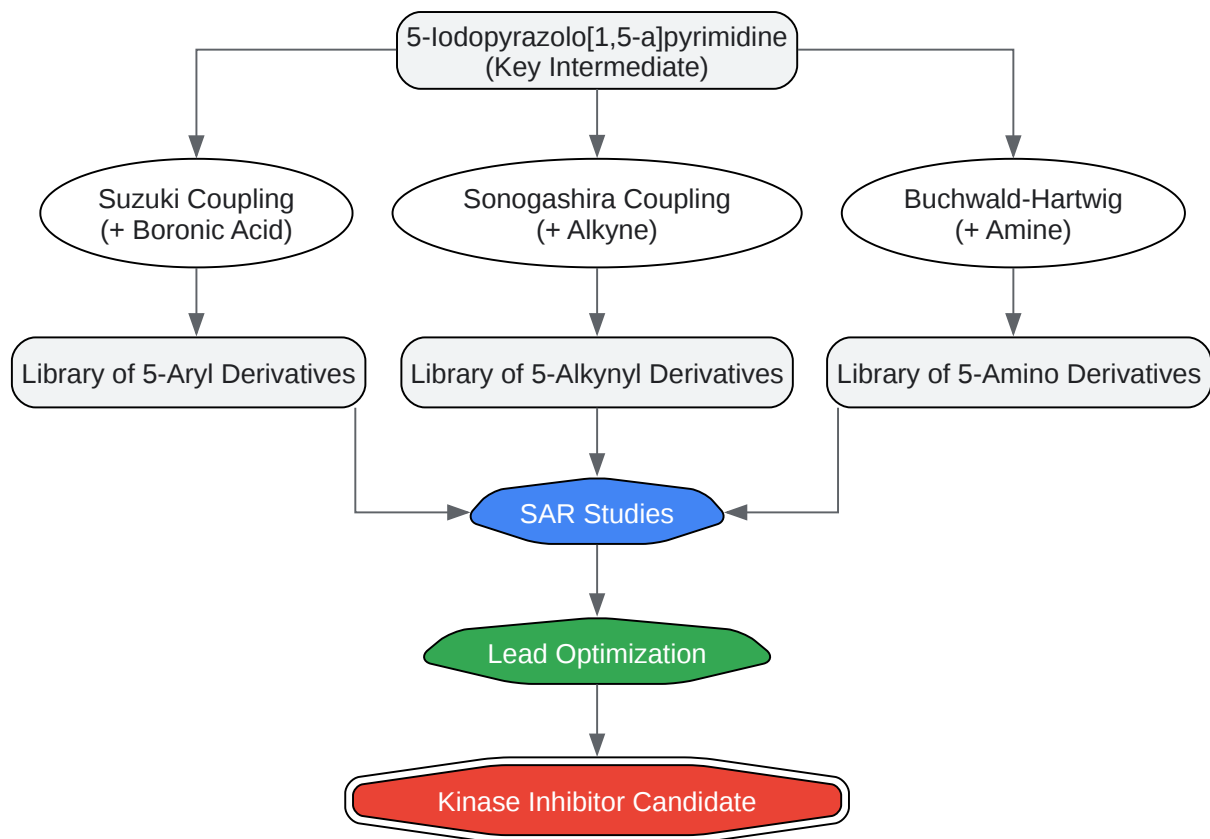 5-Iodopyrazolo[1,5-a]pyrimidine
(Key Intermediate)
Suzuki Coupling
(+ Boronic Acid)
Sonogashira Coupling
(+ Alkyne)
Buchwald-Hartwig
(+ Amine)
Library of 5-Aryl Derivatives
Library of 5-Alkynyl Derivatives
Library of 5-Amino Derivatives
SAR Studies
Lead Optimization
Kinase Inhibitor Candidate